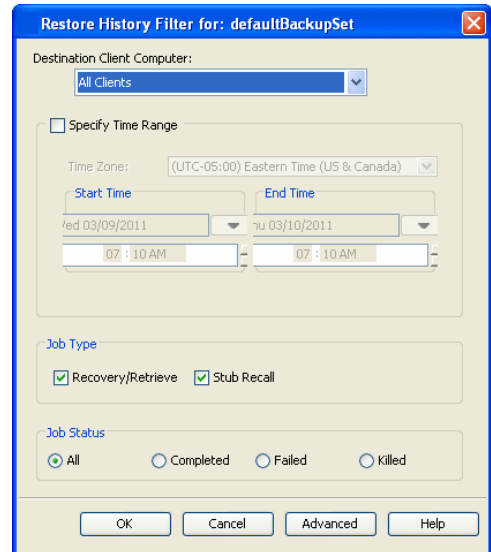 Restore History Filter for: defaultBackupSet
Destination Client Computer:
All Clients
Specify Time Range
Time Zone: (UTC-05:00) Eastern Time (US & Canada)
Start Time End Time
Wed 03/09/2011 Thu 03/10/2011
07 : 10 AM 07 : 10 AM
Job Type
Recovery/Retrieve Stub Recall
Job Status
All Completed Failed Killed
OK Cancel Advanced Help